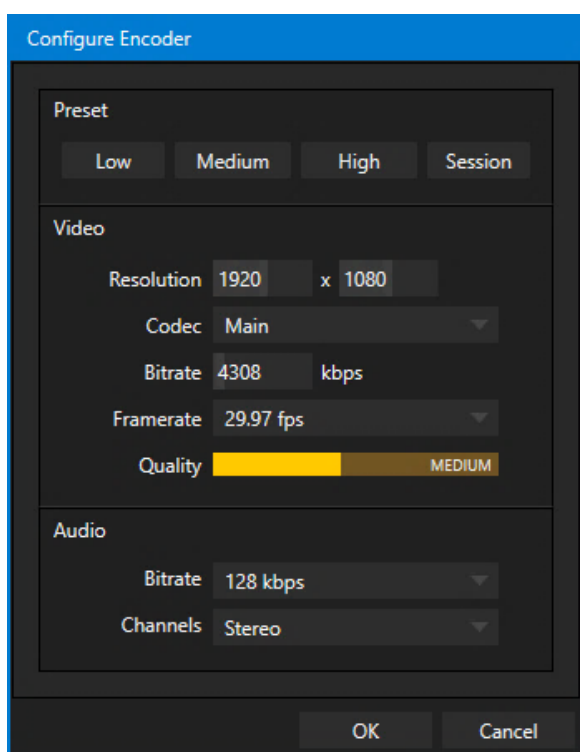 Configure Encoder
Preset
Low Medium High Session
Video
Resolution 1920 x 1080
Codec Main
Bitrate 4308 kbps
Framerate 29.97 fps
Quality MEDIUM
Audio
Bitrate 128 kbps
Channels Stereo
OK Cancel